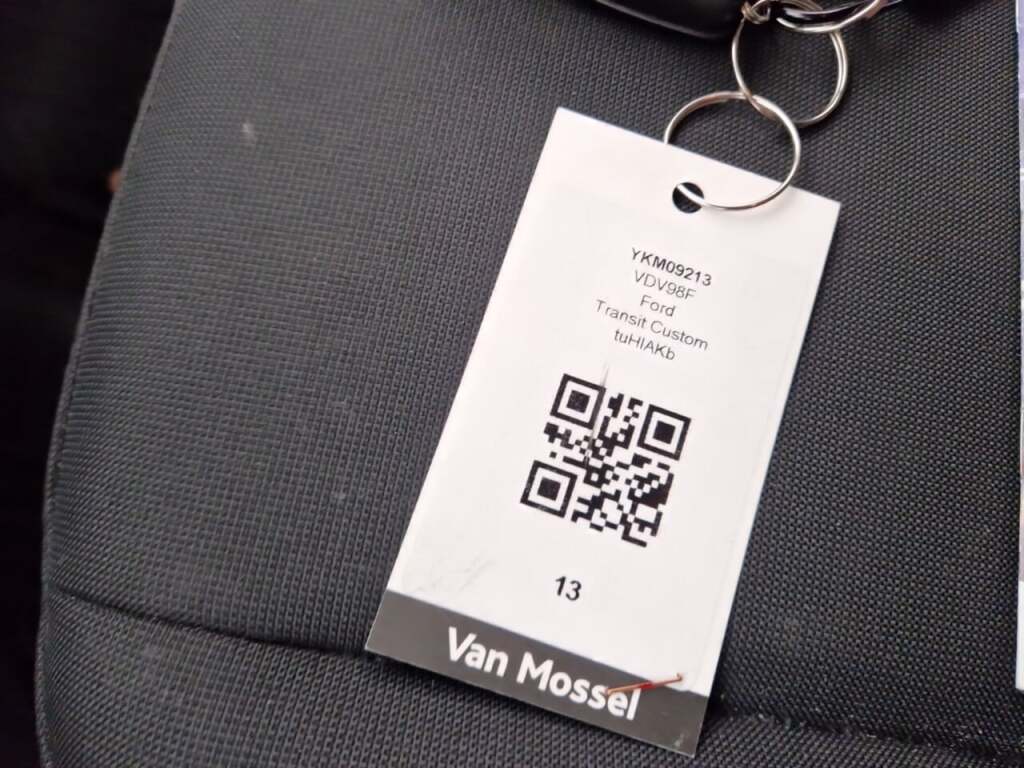 YKM09213
VDV98F
Ford
Transit Custom
tuHIAKb
13
Van Mossel